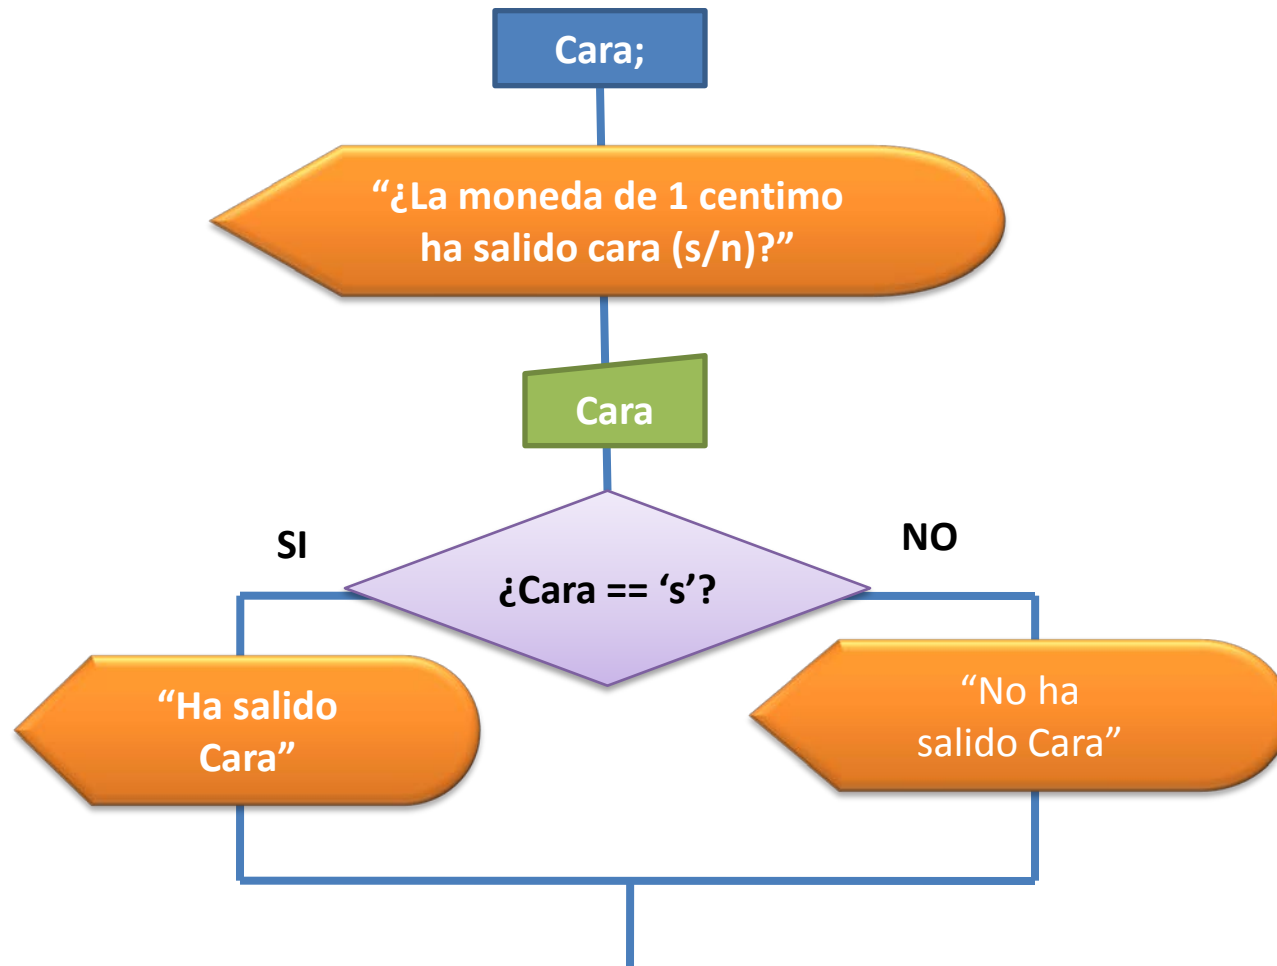 Cara;
“¿La moneda de 1 centimo
ha salido cara (s/n)?”
Cara
SI
NO
¿Cara == ‘s’?
“Ha salido
Cara”
“No ha
salido Cara”